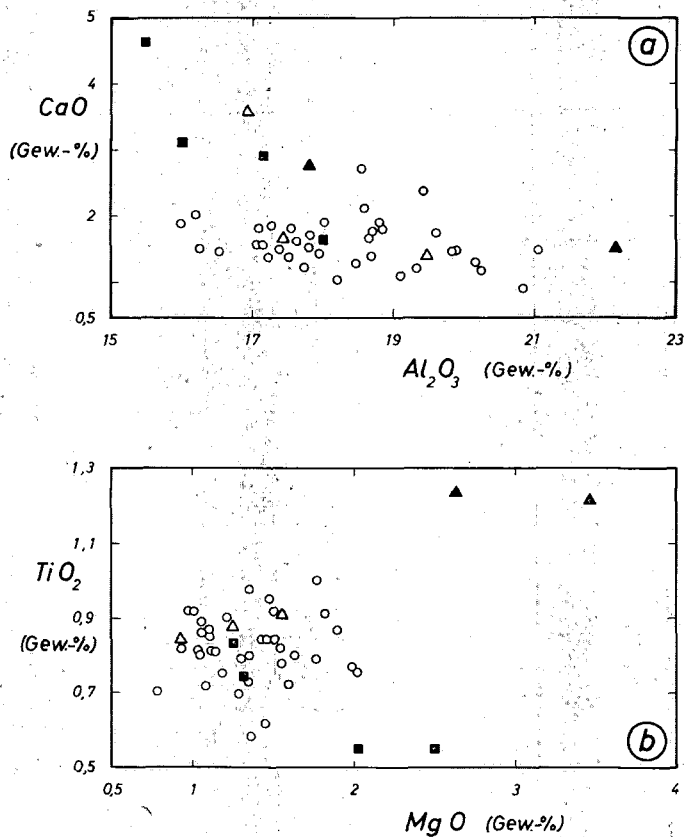 5
4
CaO
(Gew.-%)
2
0,5
a
15 17 19 21 23
Al₂O₃ (Gew.-%)
1,3
1,1
TiO₂
0,9
(Gew.-%)
0,7
0,5
b
0,5 1 2 3 4
MgO (Gew.-%)